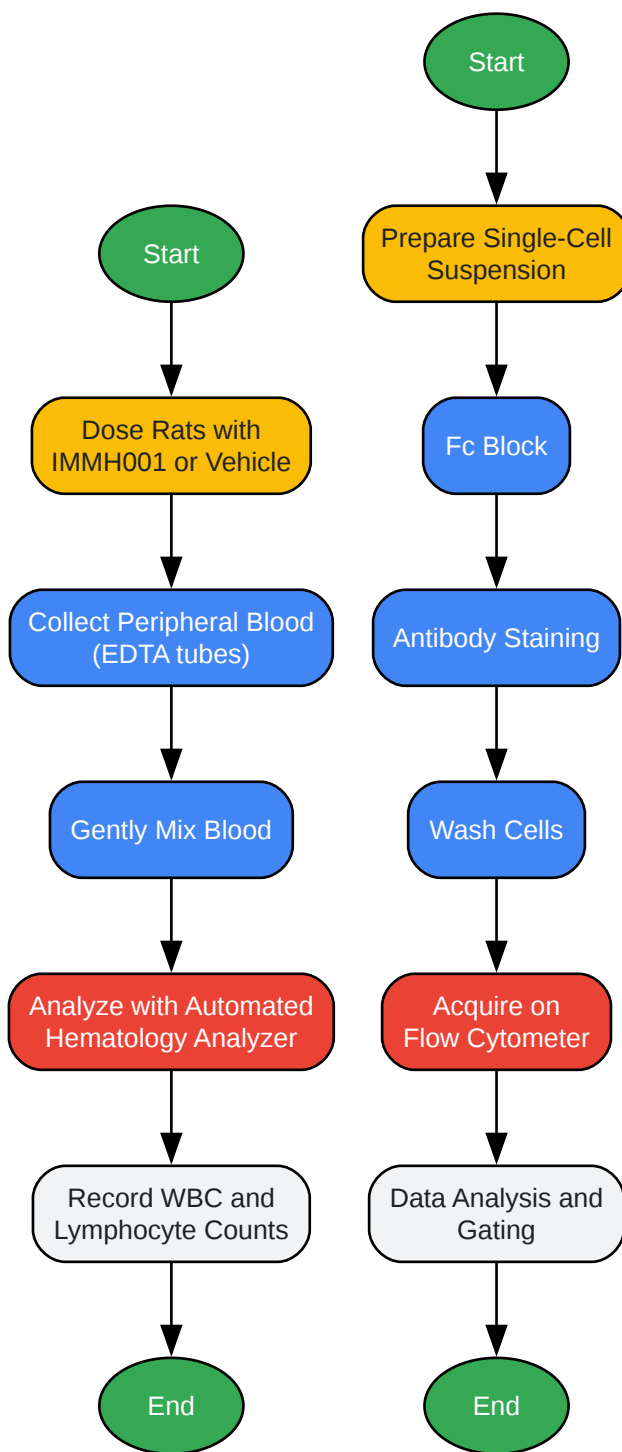 Start
Dose Rats with
IMMH001 or Vehicle
Collect Peripheral Blood
(EDTA tubes)
Gently Mix Blood
Analyze with Automated
Hematology Analyzer
Record WBC and
Lymphocyte Counts
End
Start
Prepare Single-Cell
Suspension
Fc Block
Antibody Staining
Wash Cells
Acquire on
Flow Cytometer
Data Analysis and
Gating
End